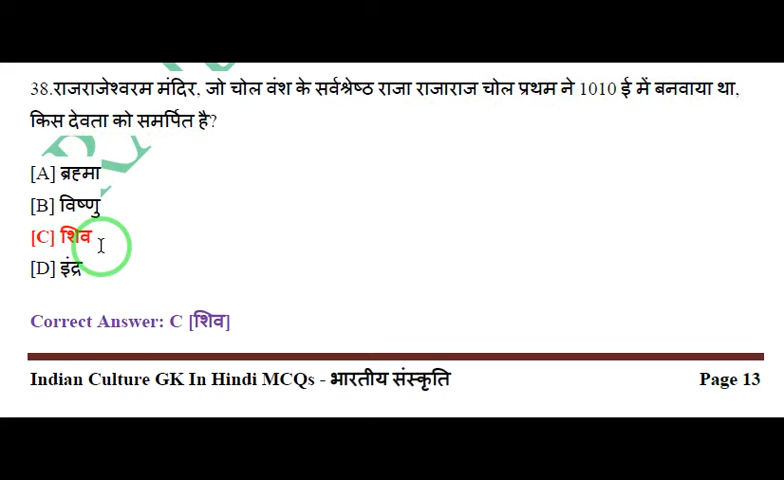 38.राजराजेश्वरम मंदिर, जो चोल वंश के सर्वश्रेष्ठ राजा राजाराज चोल प्रथम ने 1010 ई में बनवाया था,
किस देवता को समर्पित है?
[A] ब्रह्मा
[B] विष्णु
[C] शिव
[D] इंद्र
Correct Answer: C [शिव]
Indian Culture GK In Hindi MCQs - भारतीय संस्कृति Page 13